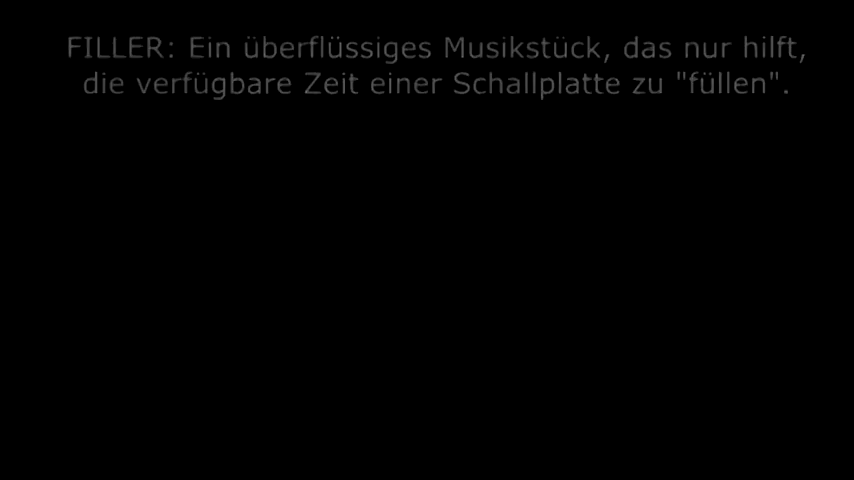 FILLER: Ein überflüssiges Musikstück, das nur hilft,
die verfügbare Zeit einer Schallplatte zu "füllen".